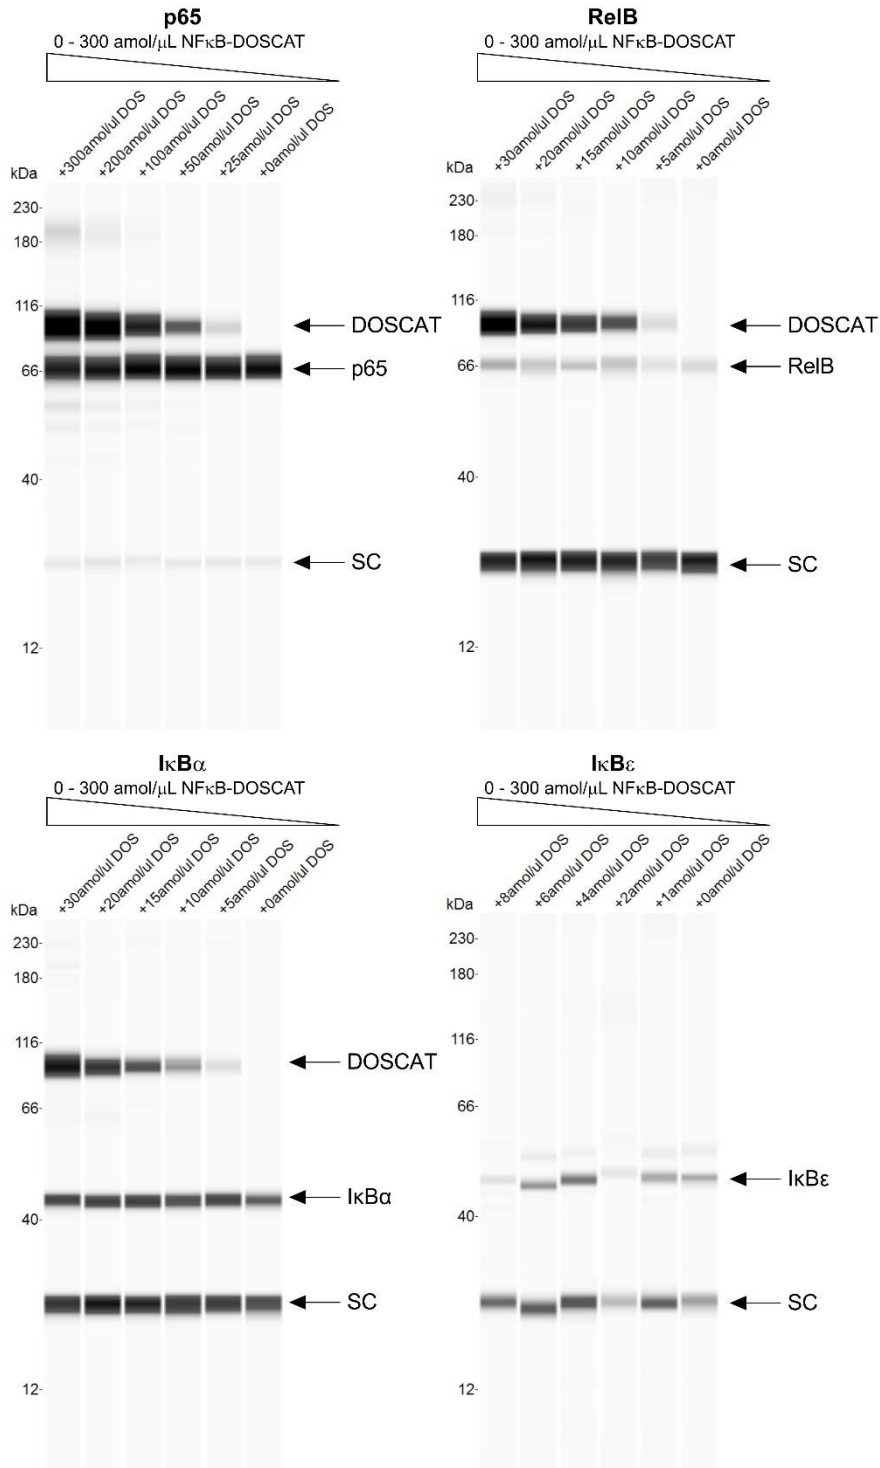 p65
0 - 300 amol/μL NFκB-DOSCAT
+300amol/ul DOS
+200amol/ul DOS
+100amol/ul DOS
+50amol/ul DOS
+25amol/ul DOS
+0amol/ul DOS
kDa
230-
180-
116-
66-
40-
12-
DOSCAT
p65
SC
RelB
0 - 300 amol/μL NFκB-DOSCAT
+30amol/ul DOS
+20amol/ul DOS
+15amol/ul DOS
+10amol/ul DOS
+5amol/ul DOS
+0amol/ul DOS
kDa
230-
180-
116-
66-
40-
12-
DOSCAT
RelB
SC
IκBα
0 - 300 amol/μL NFκB-DOSCAT
+30amol/ul DOS
+20amol/ul DOS
+15amol/ul DOS
+10amol/ul DOS
+5amol/ul DOS
+0amol/ul DOS
kDa
230-
180-
116-
66-
40-
12-
DOSCAT
IκBα
SC
IκBε
0 - 300 amol/μL NFκB-DOSCAT
+8amol/ul DOS
+6amol/ul DOS
+4amol/ul DOS
+2amol/ul DOS
+1amol/ul DOS
+0amol/ul DOS
kDa
230-
180-
116-
66-
40-
12-
IκBε
SC